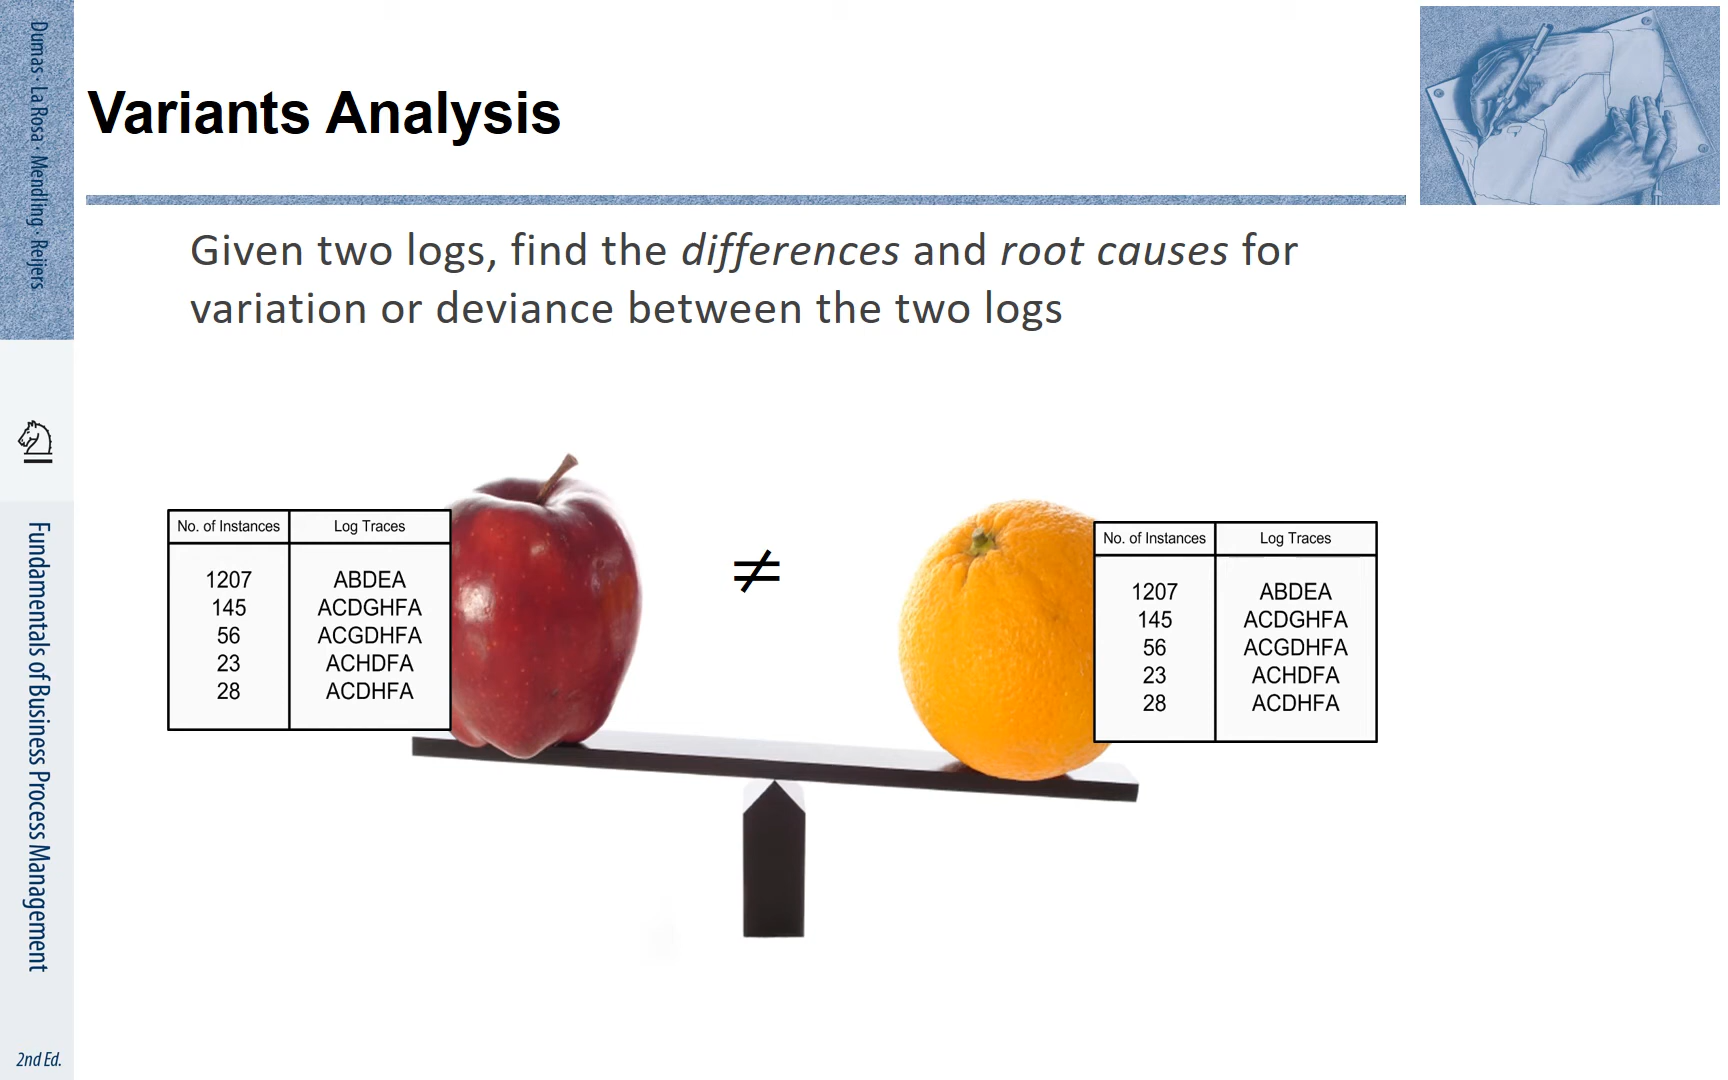 Dumas · La Rosa · Mendling · Reijers
Fundamentals of Business Process Management
2nd Ed.
Variants Analysis
Given two logs, find the differences and root causes for
variation or deviance between the two logs
No. of Instances Log Traces
1207 ABDEA
145 ACDGHFA
56 ACGDHFA
23 ACHDFA
28 ACDHFA
≠
No. of Instances Log Traces
1207 ABDEA
145 ACDGHFA
56 ACGDHFA
23 ACHDFA
28 ACDHFA